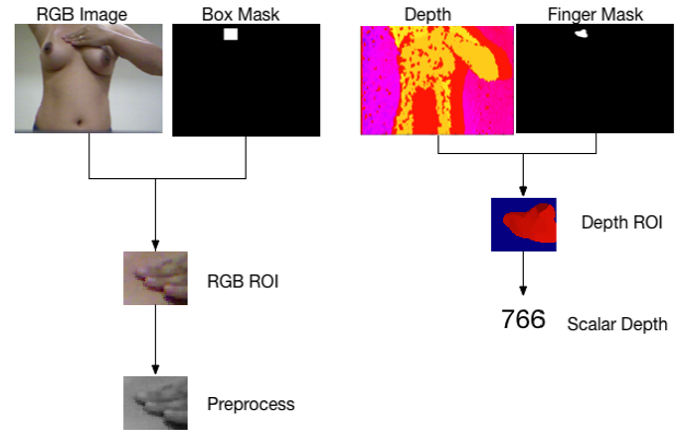 RGB Image
Box Mask
Depth
Finger Mask
Depth ROI
RGB ROI
766
Scalar Depth
Preprocess